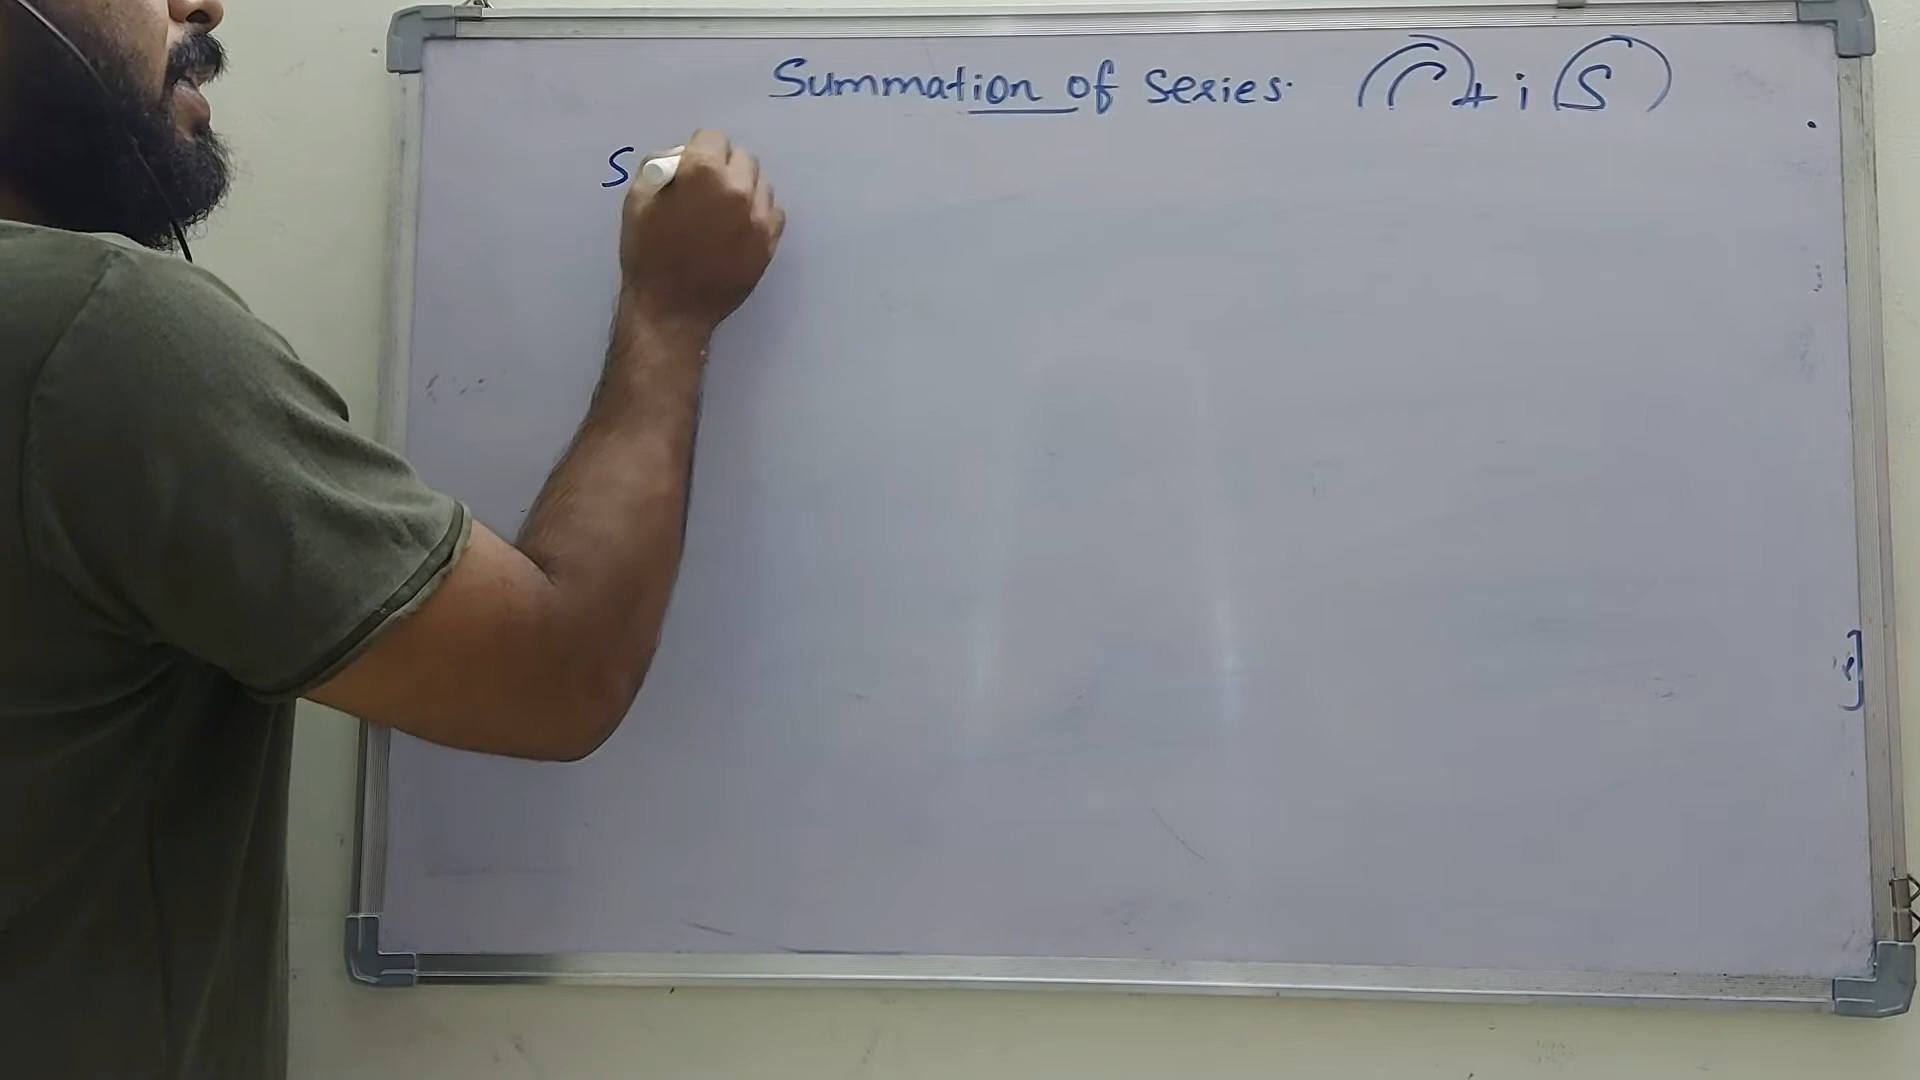 Summation of series. (C) + i (S)
S